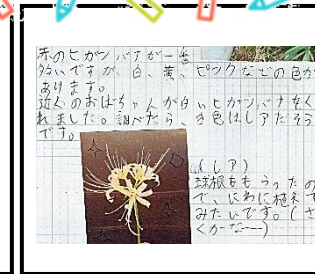 赤のヒガンバナが一番
多いですが、白、黄、ピンクなどの色が
あります。
近くのおばちゃんが白いヒガンバナをく
れました。調べたら、白色はレアだそう
です。
(レア)
球根ももらったの
で、にわに植えて
みたいです。(さ
くかなー)